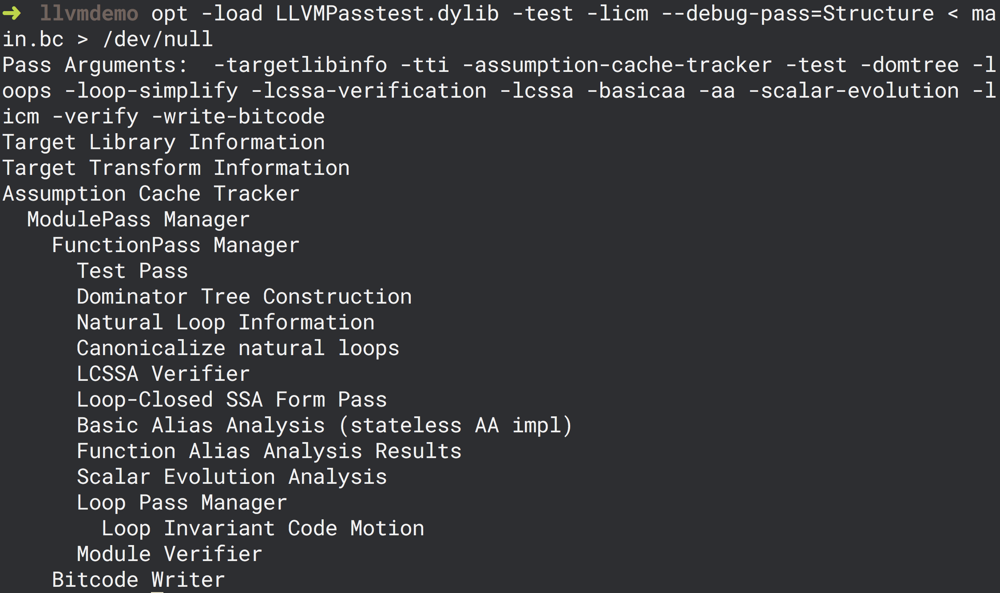 ➜  llvmdemo opt -load LLVMPasstest.dylib -test -licm --debug-pass=Structure < ma
in.bc > /dev/null
Pass Arguments:  -targetlibinfo -tti -assumption-cache-tracker -test -domtree -l
oops -loop-simplify -lcssa-verification -lcssa -basicaa -aa -scalar-evolution -l
icm -verify -write-bitcode
Target Library Information
Target Transform Information
Assumption Cache Tracker
  ModulePass Manager
    FunctionPass Manager
      Test Pass
      Dominator Tree Construction
      Natural Loop Information
      Canonicalize natural loops
      LCSSA Verifier
      Loop-Closed SSA Form Pass
      Basic Alias Analysis (stateless AA impl)
      Function Alias Analysis Results
      Scalar Evolution Analysis
      Loop Pass Manager
        Loop Invariant Code Motion
      Module Verifier
    Bitcode Writer